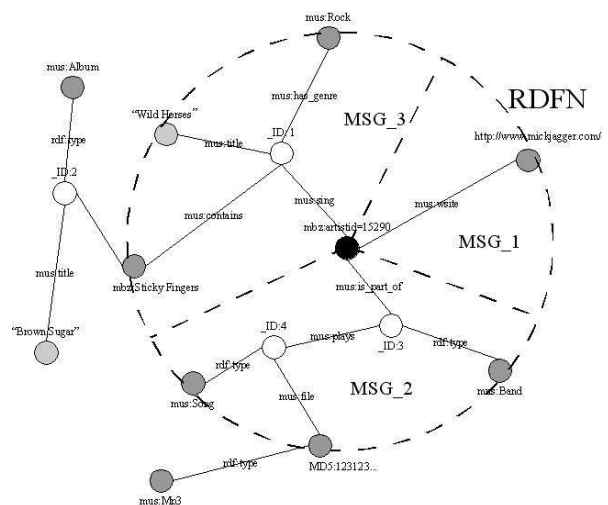 mus:Rock
mus:Album
RDFN
mus:has_genre
"Wild Horses"
MSG_3
http://www.mickjagger.com/
rdf:type
mus:title
_ID:1
_ID:2
mus:sing
mus:wsite
mus:contains
mbz:artistid=15290
MSG_1
mus:title
mbz:Sticky Fingers
mus:is_part_of
"Brown Sugar"
_ID:4
mus:plays
_ID:3
rdf:type
rdf:type
mus:Song
mus:file
MSG_2
mus:Band
rdf:type
MD5:123123...
mus:Mp3